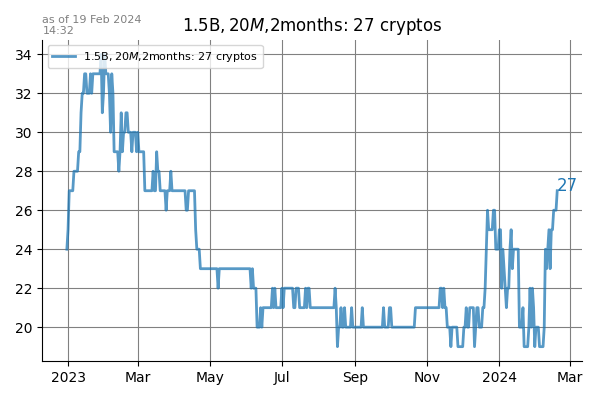 as of 19 Feb 2024
14:32
1.5B, 20M,2months: 27 cryptos
1.5B, 20M,2months: 27 cryptos
34
32
30
28
26
24
22
20
27
2023
Mar
May
Jul
Sep
Nov
2024
Mar